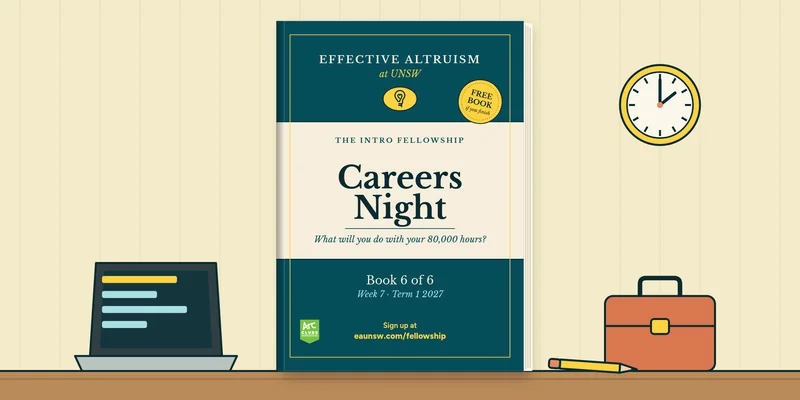 EFFECTIVE ALTRUISM
at UNSW
FREE
BOOK
if you finish
THE INTRO FELLOWSHIP
Careers
Night
What will you do with your 80,000 hours?
Book 6 of 6
Week 7 · Term 1 2027
Arc
CLUBS
Sign up at
eaunsw.com/fellowship